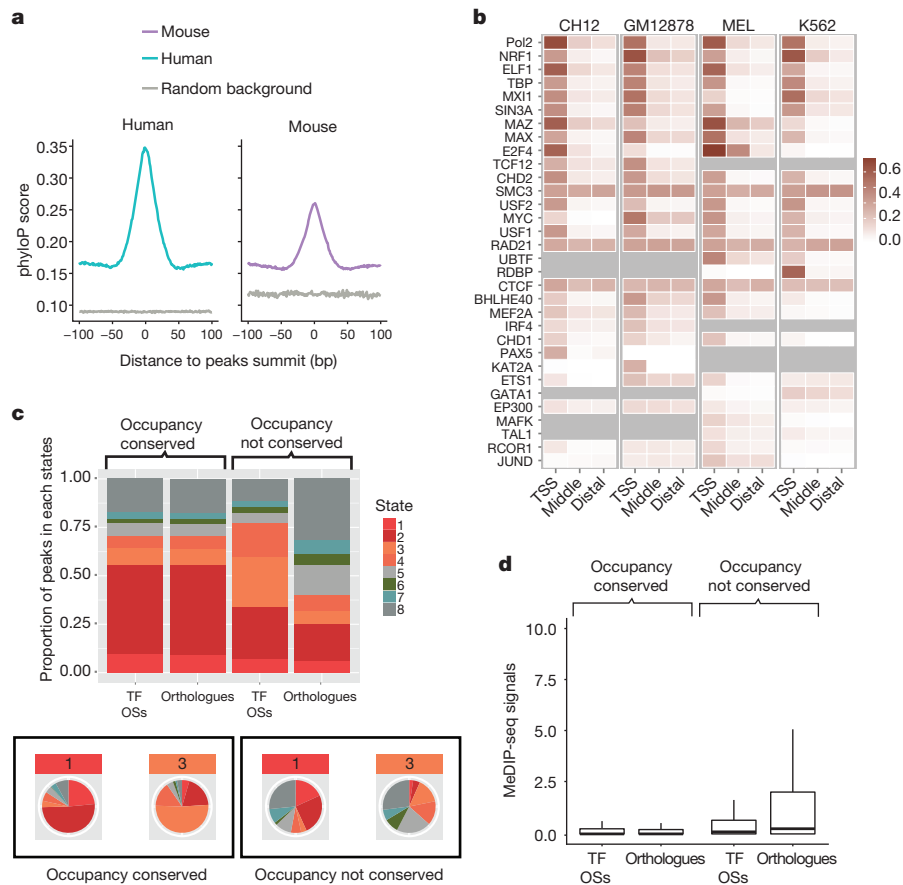 a
Mouse
Human
Random background
Human
Mouse
phyloP score
0.35
0.30
0.25
0.20
0.15
0.10
−100 −50 0 50 100
−100 −50 0 50 100
Distance to peaks summit (bp)
b
CH12 GM12878 MEL K562
Pol2
NRF1
ELF1
TBP
MXI1
SIN3A
MAZ
MAX
E2F4
TCF12
CHD2
SMC3
USF2
MYC
USF1
RAD21
UBTF
RDBP
CTCF
BHLHE40
MEF2A
IRF4
CHD1
PAX5
KAT2A
ETS1
GATA1
EP300
MAFK
TAL1
RCOR1
JUND
TSS Middle Distal TSS Middle Distal TSS Middle Distal TSS Middle Distal
0.6
0.4
0.2
0.0
c
Occupancy conserved
Occupancy not conserved
Proportion of peaks in each states
1.00
0.75
0.50
0.25
0.00
TF OSs
Orthologues
TF OSs
Orthologues
State
1
2
3
4
5
6
7
8
1
3
1
3
Occupancy conserved
Occupancy not conserved
d
Occupancy conserved
Occupancy not conserved
MeDIP-seq signals
10.0
7.5
5.0
2.5
0.0
TF OSs
Orthologues
TF OSs
Orthologues